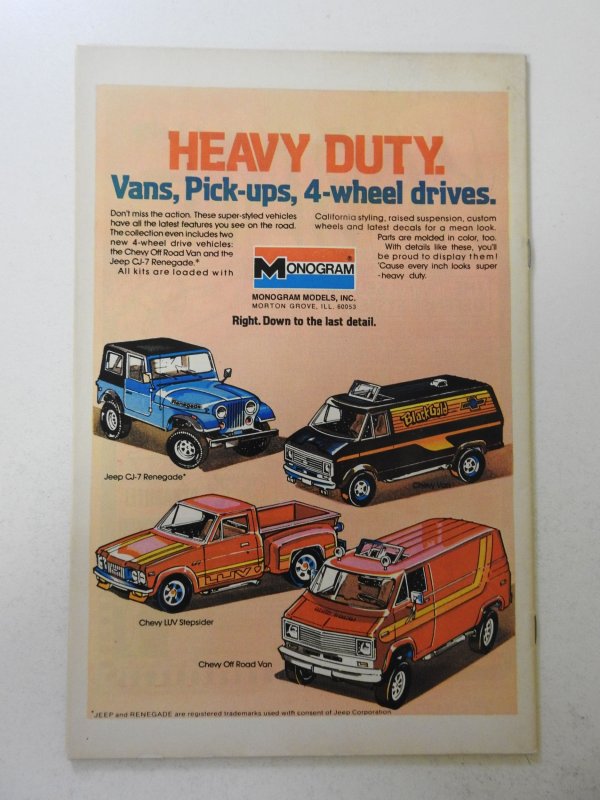 HEAVY DUTY.
Vans, Pick-ups, 4-wheel drives.
Don't miss the action. These super-styled vehicles
have all the latest features you see on the road.
The collection even includes two
new 4-wheel drive vehicles:
the Chevy Off Road Van and the
Jeep CJ-7 Renegade.*
All kits are loaded with
California styling, raised suspension, custom
wheels and latest decals for a mean look.
Parts are molded in color, too.
With details like these, you'll
be proud to display them!
'Cause every inch looks super
-heavy duty.
MONOGRAM®
MONOGRAM MODELS, INC.
MORTON GROVE, ILL. 60053
Right. Down to the last detail.
Renegade
Jeep CJ-7 Renegade*
Black Gold
Chevy Van
LUV
Chevy LUV Stepsider
Chevy Off Road Van
*JEEP and RENEGADE are registered trademarks used with consent of Jeep Corporation